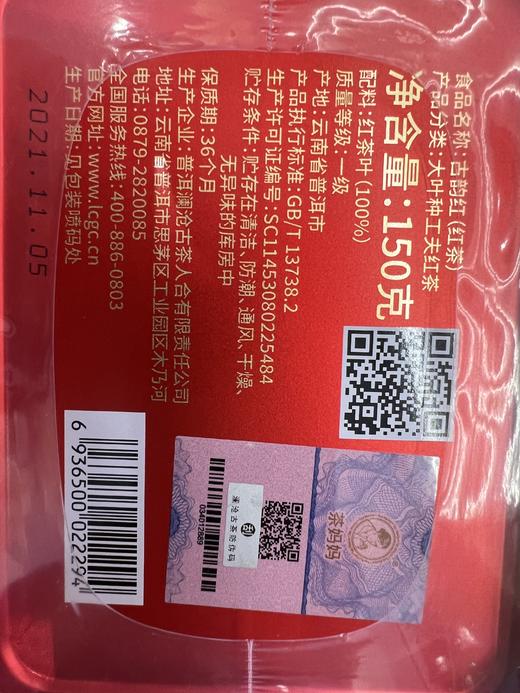 食品名称:古韵红(红茶)
产品分类:大叶种工夫红茶
净含量:150克
配料:红茶叶(100%)
质量等级:一级
产地:云南省普洱市
产品执行标准:GB/T 13738.2
生产许可证编号:SC11453080225484
贮存条件:贮存在清洁、防潮、通风、干燥、
无异味的库房中
保质期:36个月
生产企业:普洱澜沧古茶人合有限责任公司
地址:云南省普洱市思茅区工业园区木乃河
电话:0879-2820085
全国服务热线:400-886-0803
官方网址:www.lcgc.cn
生产日期:见包装喷码处
2021.11.05
6 936500 022294
澜沧古茶防伪码
茶妈妈